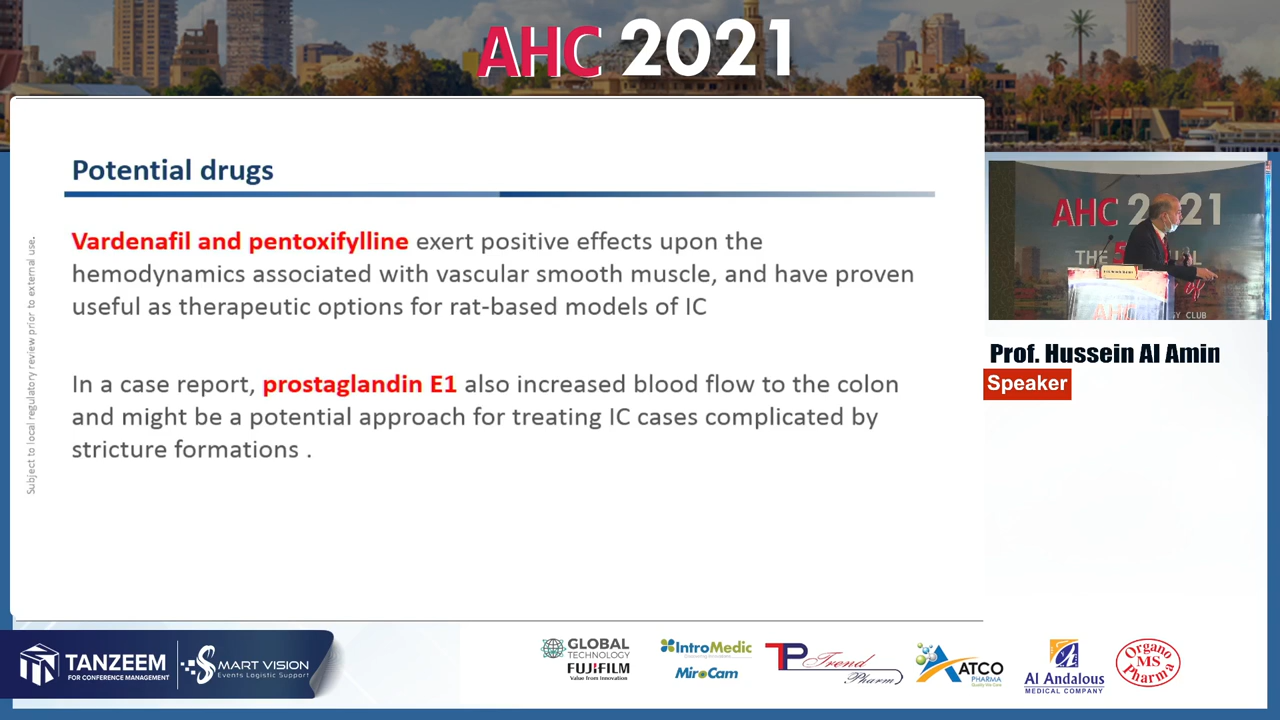 AHC 2021
Potential drugs
Vardenafil and pentoxifylline exert positive effects upon the
hemodynamics associated with vascular smooth muscle, and have proven
useful as therapeutic options for rat-based models of IC
In a case report, prostaglandin E1 also increased blood flow to the colon
and might be a potential approach for treating IC cases complicated by
stricture formations .
Subject to local regulatory review prior to external use.
AHC 2021
THE
CLUB
Prof. Hussein Al Amin
Speaker
TANZEEM
FOR CONFERENCE MANAGEMENT
SMART VISION
Events Logistic Support
GLOBAL
TECHNOLOGY
FUJIFILM
Value from Innovation
IntroMedic
MiroCam
TP Trend
Pharm
ATCO
PHARMA
Al Andalous
MEDICAL COMPANY
Organo
MS
Pharma